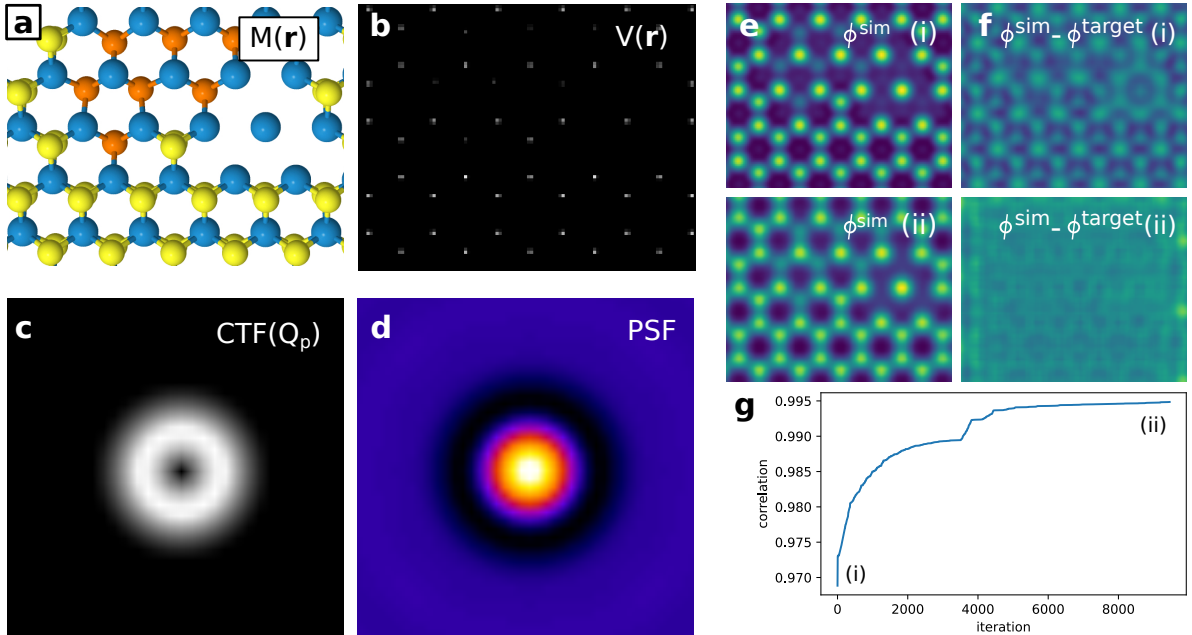 a
M(r)
b
V(r)
c
CTF(Qₚ)
d
PSF
e
ϕˢⁱᵐ (i)
f
ϕˢⁱᵐ- ϕᵗᵃʳᵍᵉᵗ (i)
ϕˢⁱᵐ (ii)
ϕˢⁱᵐ- ϕᵗᵃʳᵍᵉᵗ(ii)
g
0.995
0.990
0.985
0.980
0.975
0.970
correlation
(i)
(ii)
0 2000 4000 6000 8000
iteration